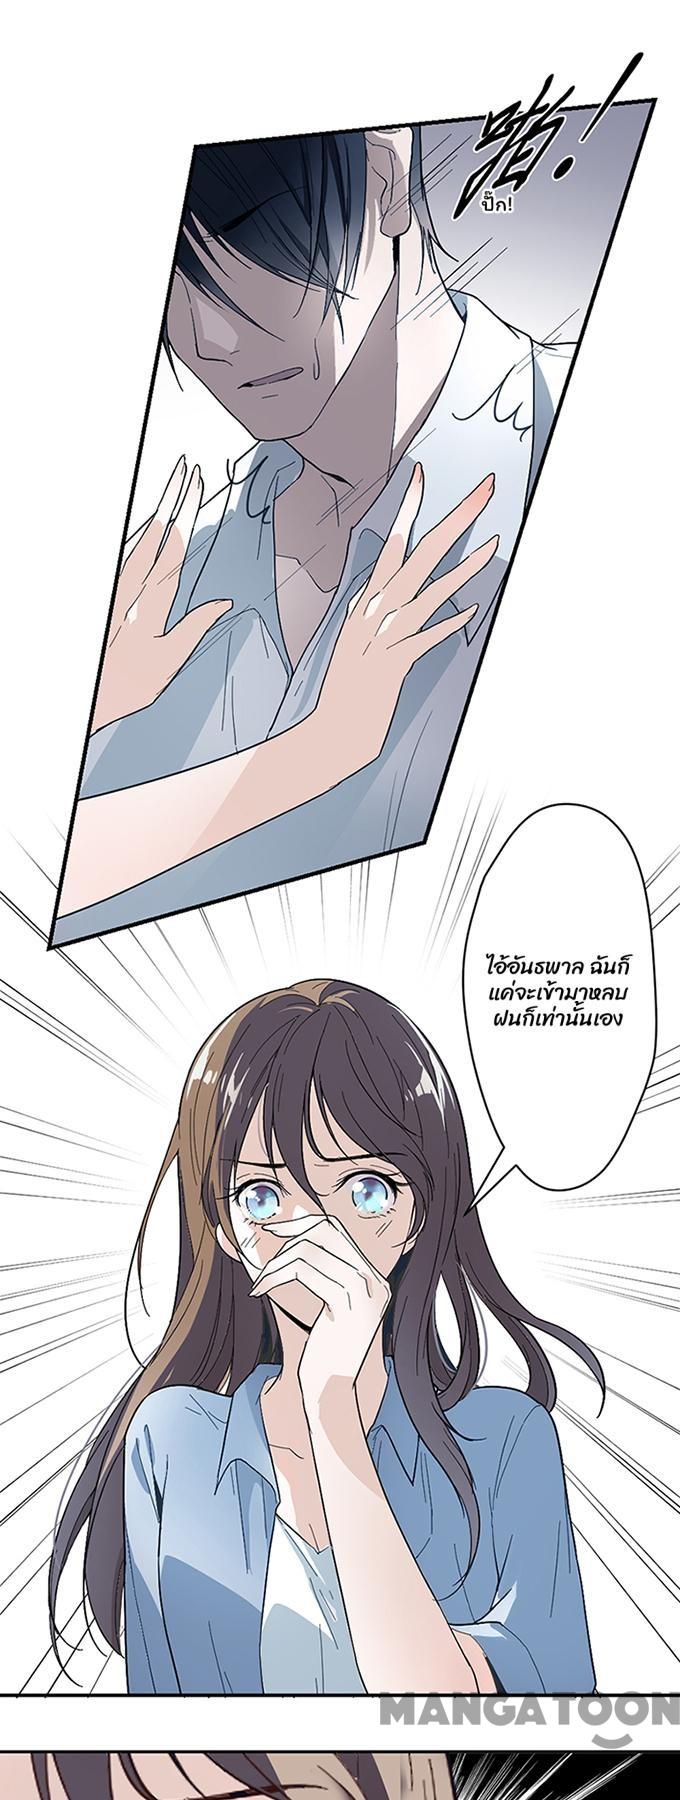 啪!
ปั๊ก!
ไอ้อันธพาล ฉันก็
แค่จะเข้ามาหลบ
ฝนก็เท่านั้นเอง
MANGATOON